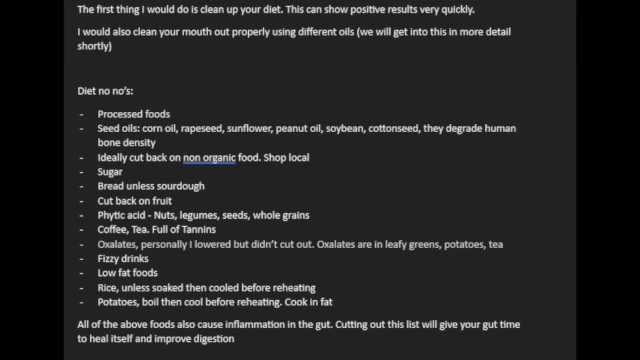 The first thing I would do is clean up your diet. This can show positive results very quickly.
I would also clean your mouth out properly using different oils (we will get into this in more detail
shortly)
Diet no no's:
- Processed foods
- Seed oils: corn oil, rapeseed, sunflower, peanut oil, soybean, cottonseed, they degrade human
bone density
- Ideally cut back on non organic food. Shop local
- Sugar
- Bread unless sourdough
- Cut back on fruit
- Phytic acid - Nuts, legumes, seeds, whole grains
- Coffee, Tea. Full of Tannins
- Oxalates, personally I lowered but didn't cut out. Oxalates are in leafy greens, potatoes, tea
- Fizzy drinks
- Low fat foods
- Rice, unless soaked then cooled before reheating
- Potatoes, boil then cool before reheating. Cook in fat
All of the above foods also cause inflammation in the gut. Cutting out this list will give your gut time
to heal itself and improve digestion